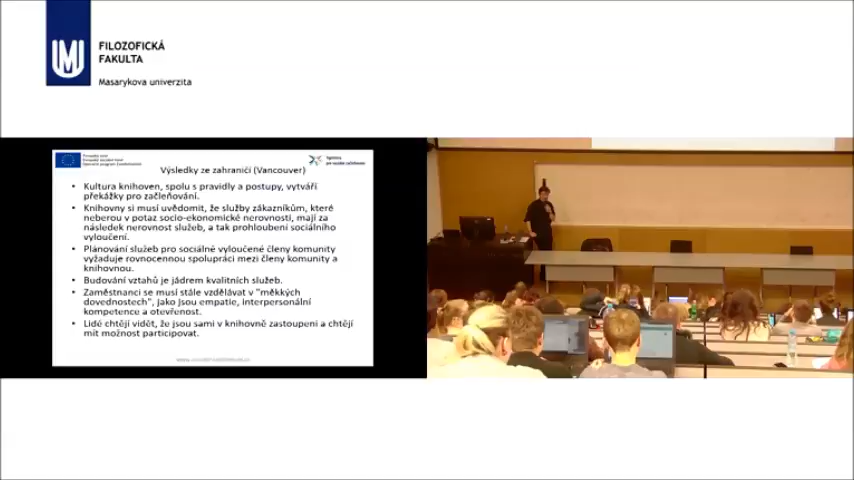 FILOZOFICKÁ
FAKULTA
Masarykova univerzita
Výsledky ze zahraničí (Vancouver)
• Kultura knihoven, spolu s pravidly a postupy, vytváří
překážky pro začleňování.
• Knihovny si musí uvědomit, že služby zákazníkům, které
neberou v potaz socio-ekonomické nerovnosti, mají za
následek nerovnost služeb, a tak prohloubení sociálního
vyloučení.
• Plánování služeb pro sociálně vyloučené členy komunity
vyžaduje rovnocennou spolupráci mezi členy komunity a
knihovnou.
• Budování vztahů je jádrem kvalitních služeb.
• Zaměstnanci se musí stále vzdělávat v "měkkých
dovednostech", jako jsou empatie, interpersonální
kompetence a otevřenost.
• Lidé chtějí vidět, že jsou sami v knihovně zastoupeni a chtějí
mít možnost participovat.